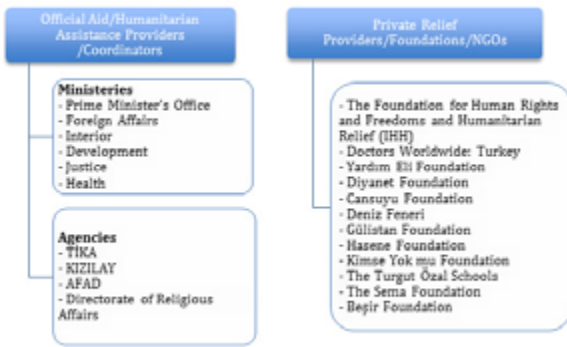 Official Aid/Humanitarian
Assistance Providers
/Coordinators
Ministeries
- Prime Minister's Office
- Foreign Affairs
- Interior
- Development
- Justice
- Health
Agencies
- TİKA
- KIZILAY
- AFAD
- Directorate of Religious
Affairs
Private Relief
Providers/Foundations/NGOs
- The Foundation for Human Rights
and Freedoms and Humanitarian
Relief (IHH)
- Doctors Worldwide: Turkey
- Yardım Eli Foundation
- Diyanet Foundation
- Cansuyu Foundation
- Deniz Feneri
- Gülistan Foundation
- Hasene Foundation
- Kimse Yok mu Foundation
- The Turgut Özal Schools
- The Sema Foundation
- Beşir Foundation